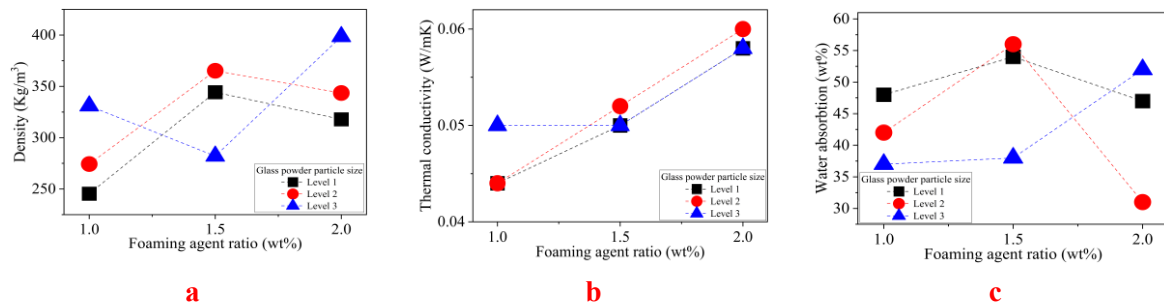 400
350
300
250
Density (Kg/m³)
Glass powder particle size
Level 1
Level 2
Level 3
1.0 1.5 2.0
Foaming agent ratio (wt%)
a
0.06
0.05
0.04
Thermal conductivity (W/mK)
Glass powder particle size
Level 1
Level 2
Level 3
1.0 1.5 2.0
Foaming agent ratio (wt%)
b
60
55
50
45
40
35
30
Water absorption (wt%)
Glass powder particle size
Level 1
Level 2
Level 3
1.0 1.5 2.0
Foaming agent ratio (wt%)
c